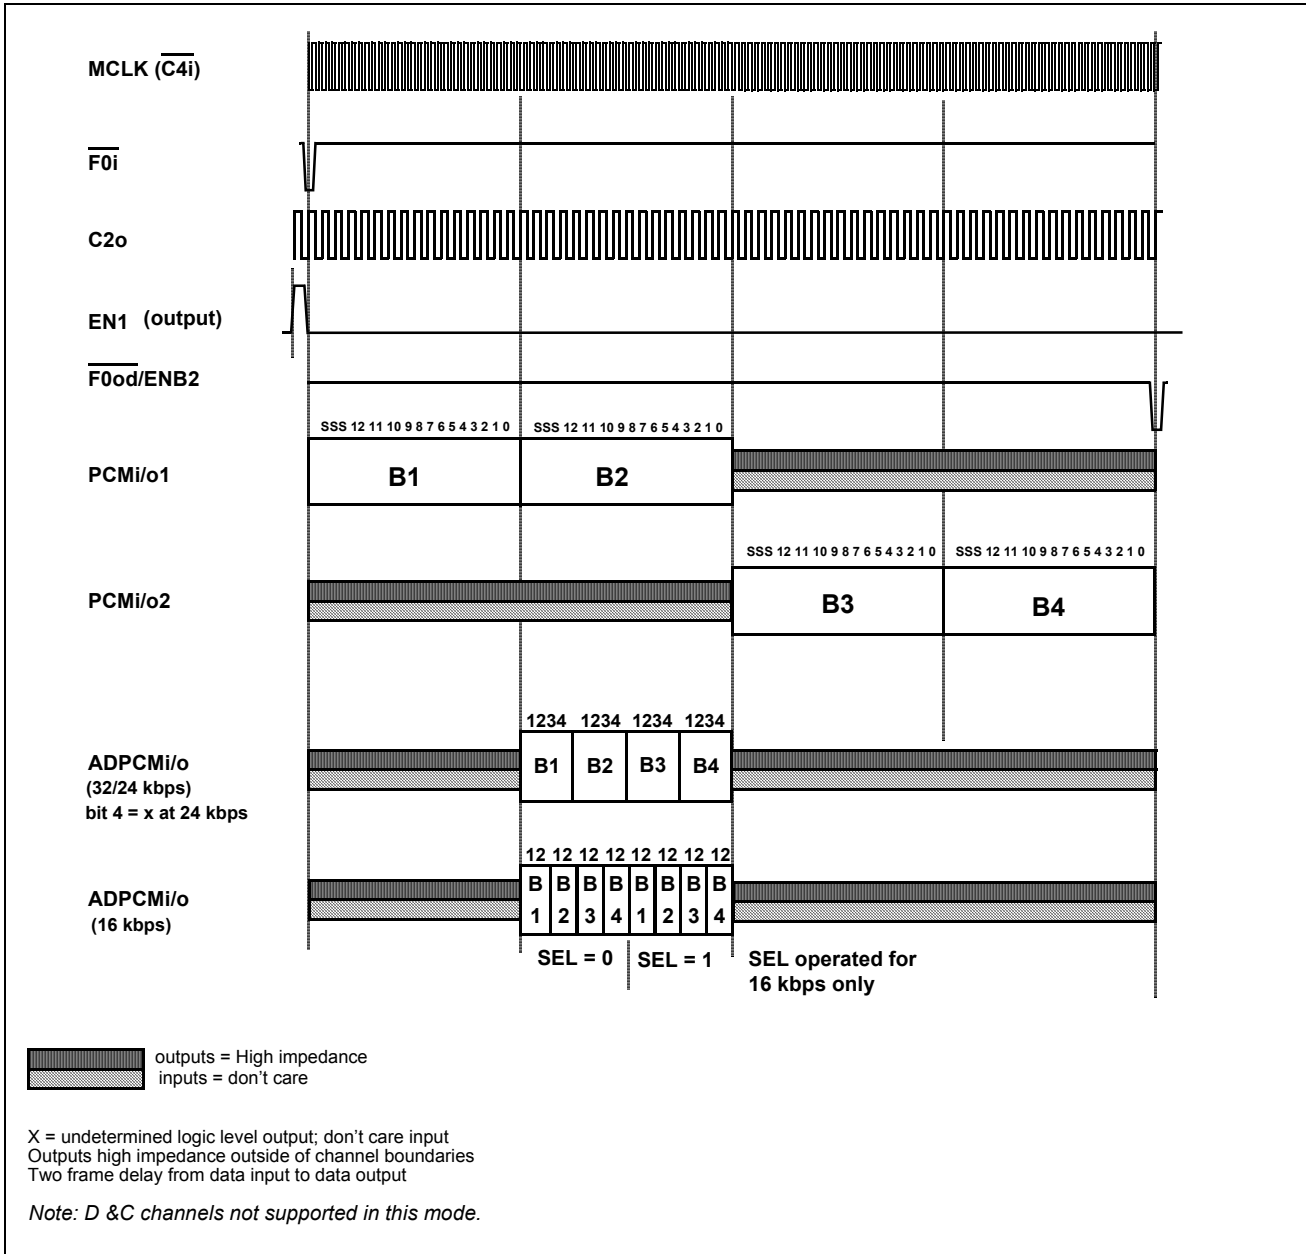 MCLK (C4i)
F0i
C2o
EN1 (output)
F0od/ENB2
SSS 12 11 10 9 8 7 6 5 4 3 2 1 0 SSS 12 11 10 9 8 7 6 5 4 3 2 1 0
PCMi/o1 B1 B2
SSS 12 11 10 9 8 7 6 5 4 3 2 1 0 SSS 12 11 10 9 8 7 6 5 4 3 2 1 0
PCMi/o2 B3 B4
1234 1234 1234 1234
ADPCMi/o B1 B2 B3 B4
(32/24 kbps)
bit 4 = x at 24 kbps
12 12 12 12 12 12 12 12
B B B B B B B B
ADPCMi/o
1 2 3 4 1 2 3 4
(16 kbps)
SEL = 0 SEL = 1 SEL operated for
16 kbps only
outputs = High impedance
inputs = don't care
X = undetermined logic level output; don't care input
Outputs high impedance outside of channel boundaries
Two frame delay from data input to data output
Note: D &C channels not supported in this mode.